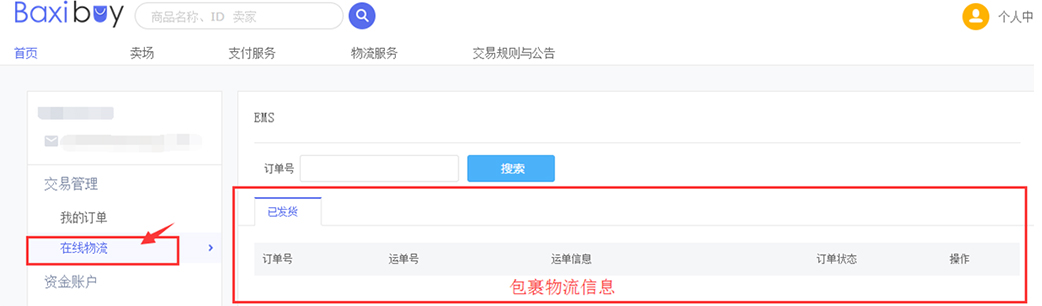 Baxibuy
商品名称、ID 卖家
个人中
首页 卖场 支付服务 物流服务 交易规则与公告
交易管理
我的订单
在线物流
资金账户
EMS
订单号 搜索
已发货
订单号 运单号 运单信息 订单状态 操作
包裹物流信息